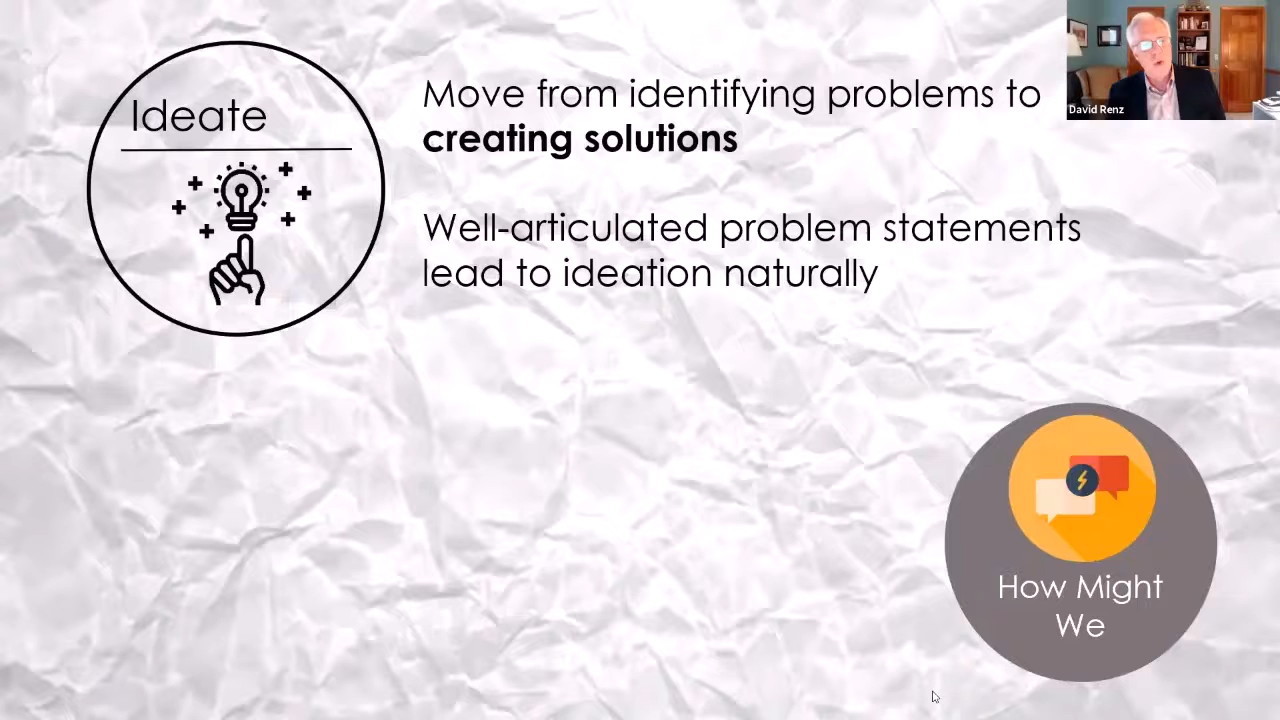 Ideate
Move from identifying problems to
creating solutions
Well-articulated problem statements
lead to ideation naturally
David Renz
How Might
We